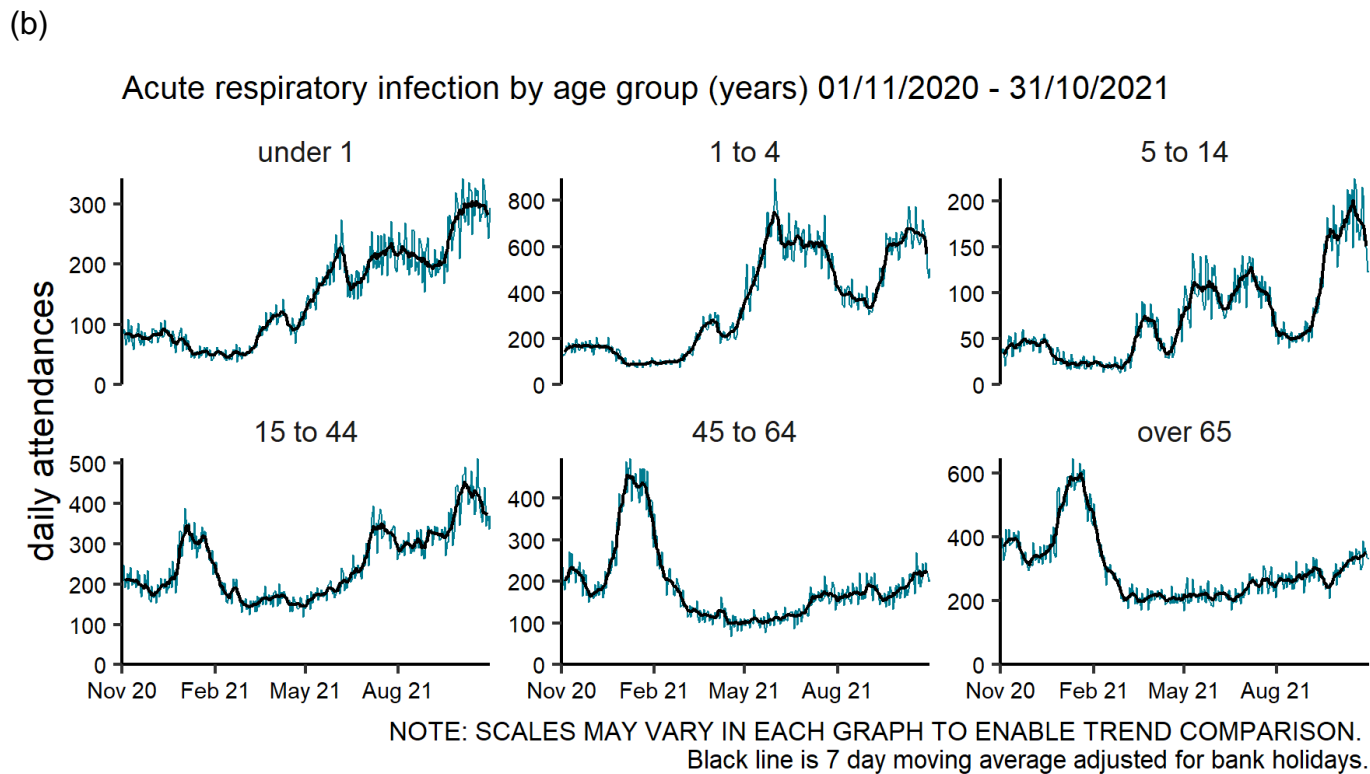 (b)
Acute respiratory infection by age group (years) 01/11/2020 - 31/10/2021
daily attendances
under 1
300
200
100
0
1 to 4
800
600
400
200
0
5 to 14
200
150
100
50
0
15 to 44
500
400
300
200
100
0
Nov 20 Feb 21 May 21 Aug 21
45 to 64
400
300
200
100
0
Nov 20 Feb 21 May 21 Aug 21
over 65
600
400
200
0
Nov 20 Feb 21 May 21 Aug 21
NOTE: SCALES MAY VARY IN EACH GRAPH TO ENABLE TREND COMPARISON.
Black line is 7 day moving average adjusted for bank holidays.